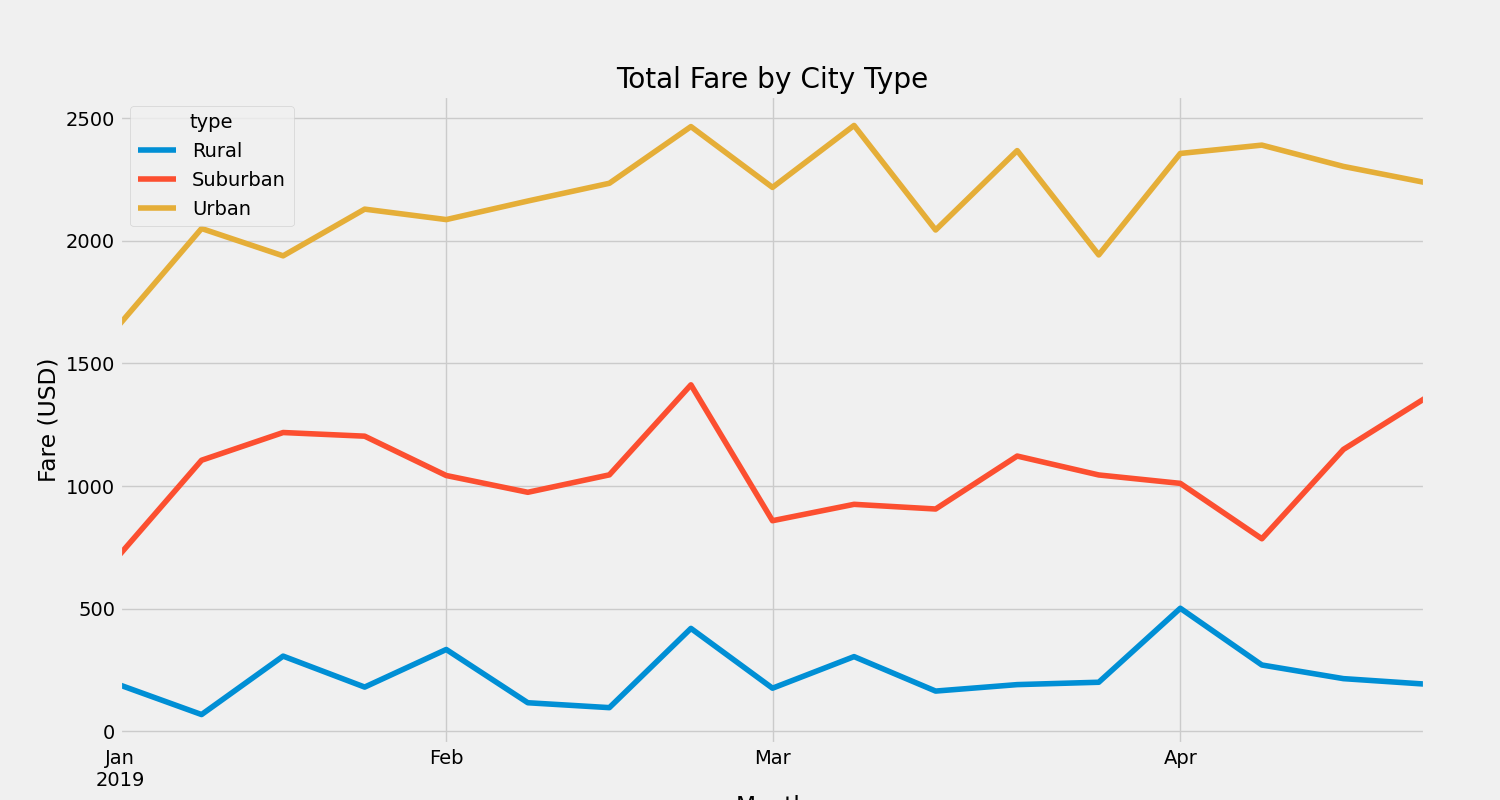 Total Fare by City Type
type
Rural
Suburban
Urban
Fare (USD)
2500
2000
1500
1000
500
0
Jan
2019
Feb
Mar
Apr